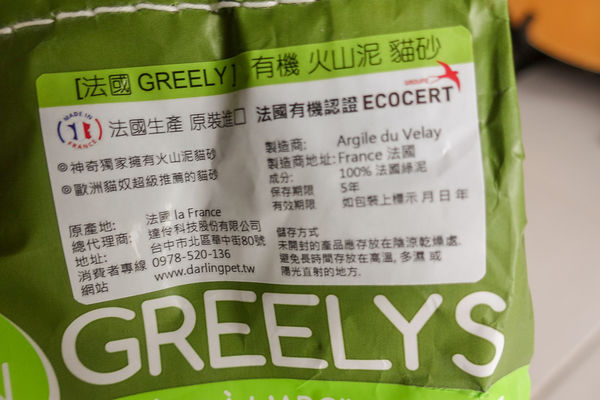 [法國 GREELY] 有機 火山泥 貓砂
MADE IN
FRANCE
法國生產 原裝進口 法國有機認證 GROUPE ECOCERT
◎神奇獨家擁有火山泥貓砂
◎歐洲貓奴超級推薦的貓砂
原產地: 法國 la France
總代理商: 達伶科技股份有限公司
地址: 台中市北區華中街80號
消費者專線 0978-520-136
網站 www.darlingpet.tw
製造商: Argile du Velay
製造商地址: France 法國
成分: 100% 法國綠泥
保存期限 5年
有效期限 如包裝上標示 月 日 年
儲存方式
未開封的產品應存放在陰涼乾燥處.
避免長時間存放在高溫, 多濕 或
陽光直射的地方.
GREELYS